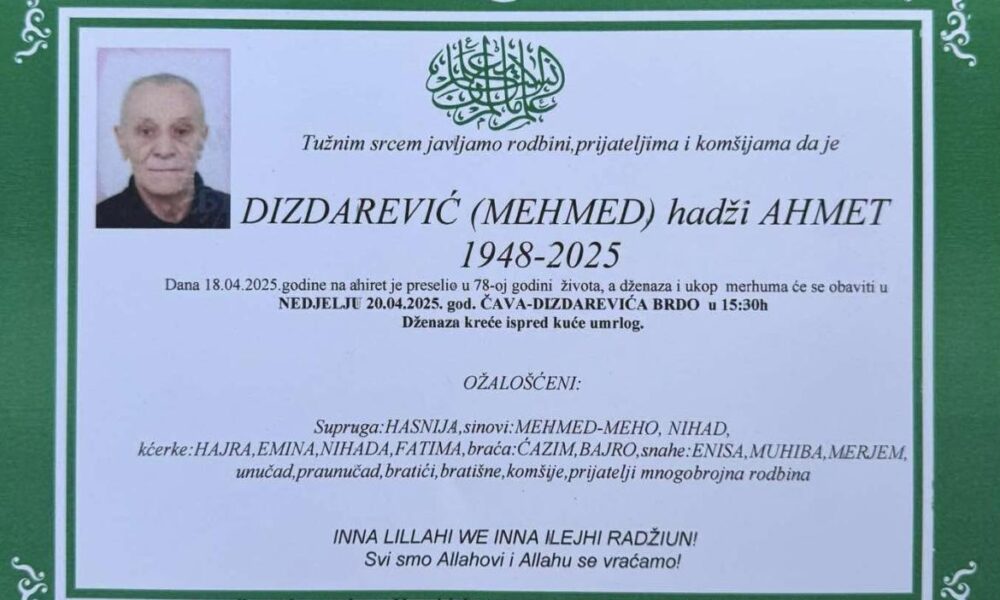 Tužnim srcem javljamo rodbini,prijateljima i komšijama da je
DIZDAREVIĆ (MEHMED) hadži AHMET
1948-2025
Dana 18.04.2025.godine na ahiret je preselio u 78-oj godini života, a dženaza i ukop merhuma će se obaviti u
NEDJELJU 20.04.2025. god. ČAVA-DIZDAREVIĆA BRDO u 15:30h
Dženaza kreće ispred kuće umrlog.
OŽALOŠĆENI:
Supruga:HASNIJA,sinovi:MEHMED-MEHO, NIHAD,
kćerke:HAJRA,EMINA,NIHADA,FATIMA,braća:ĆAZIM,BAJRO,snahe:ENISA,MUHIBA,MERJEM,
unučad,praunučad,bratići,bratišne,komšije,prijatelji mnogobrojna rodbina
INNA LILLAHI WE INNA ILEJHI RADŽIUN!
Svi smo Allahovi i Allahu se vraćamo!